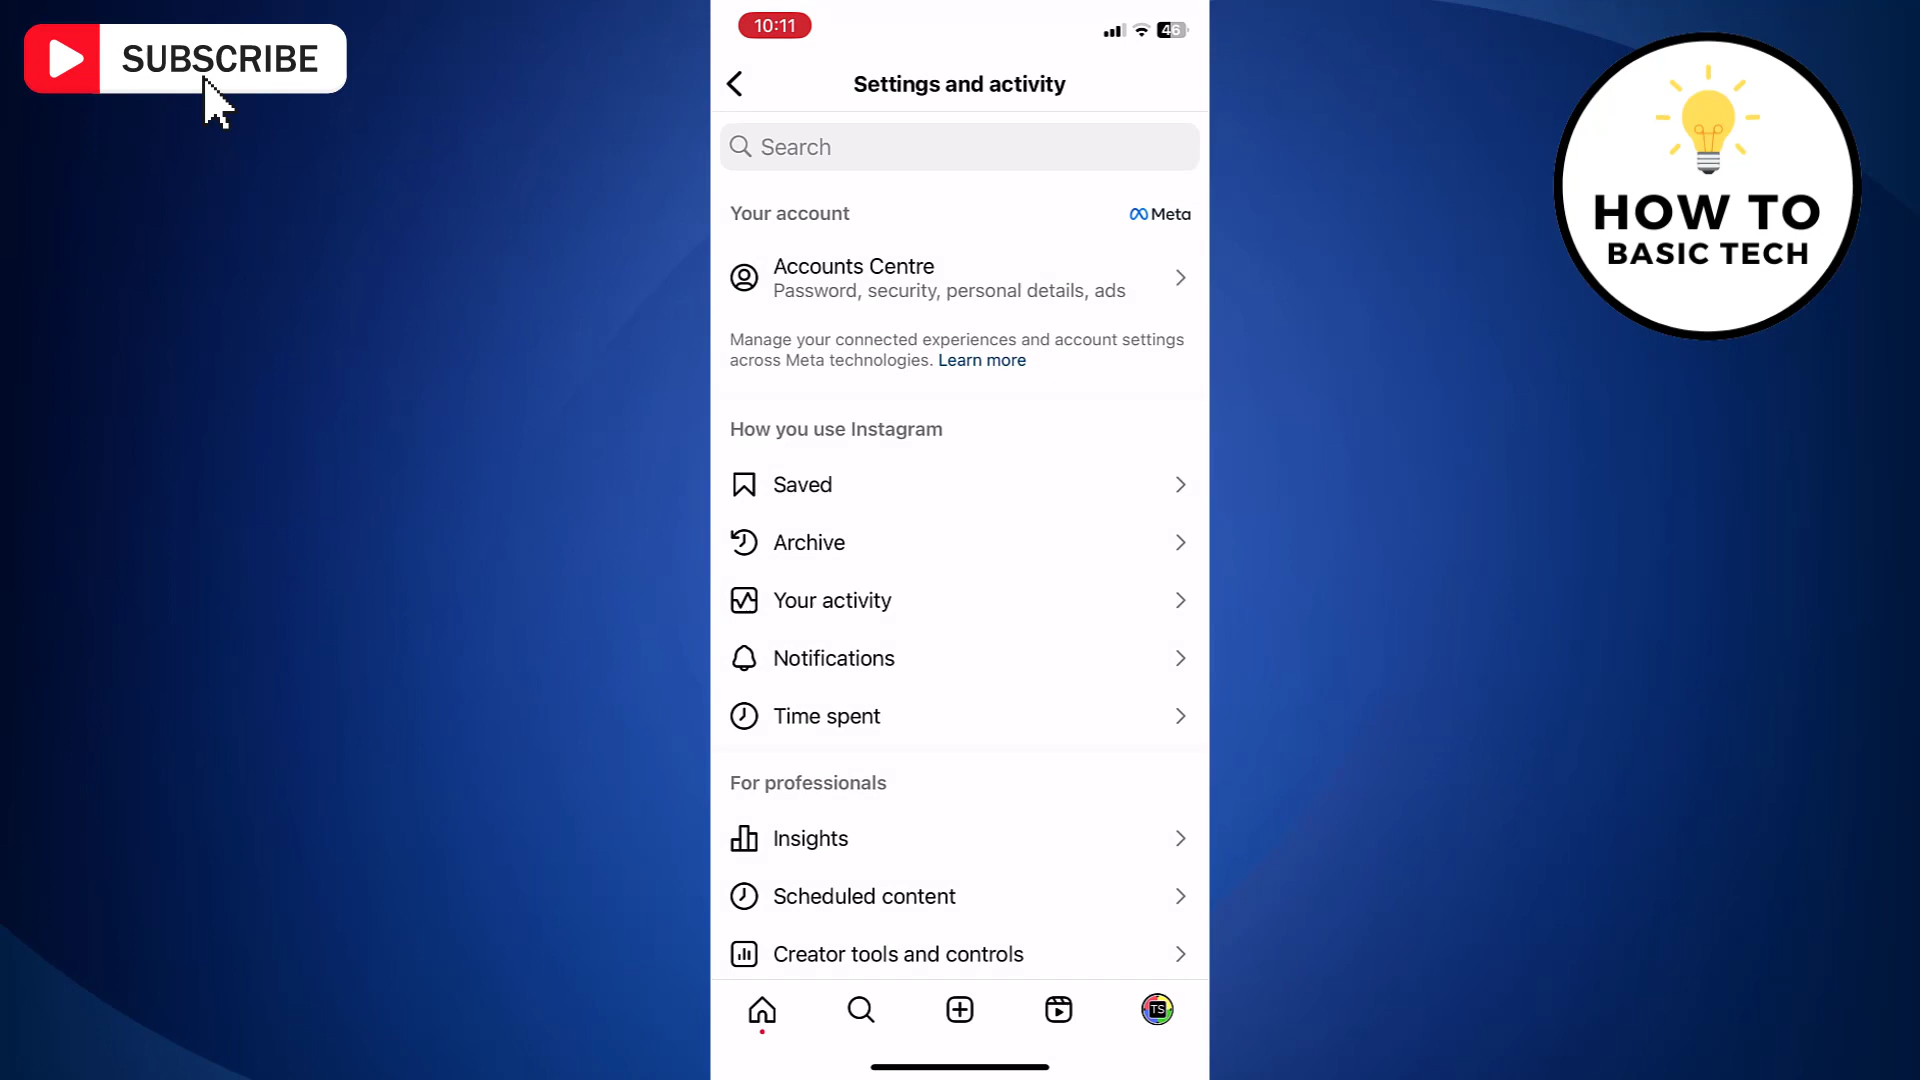 SUBSCRIBE
10:11
46
Settings and activity
Search
Your account
Meta
Accounts Centre
Password, security, personal details, ads
Manage your connected experiences and account settings
across Meta technologies. Learn more
How you use Instagram
Saved
Archive
Your activity
Notifications
Time spent
For professionals
Insights
Scheduled content
Creator tools and controls
TS
HOW TO
BASIC TECH